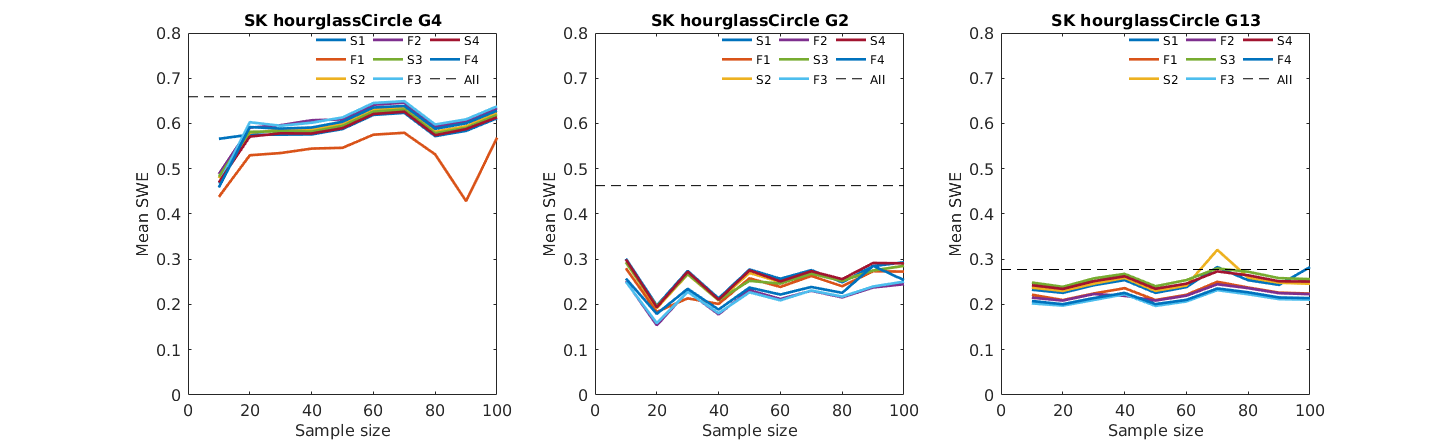 SK hourglassCircle G4
0.8
0.7
0.6
0.5
0.4
0.3
0.2
0.1
0
Mean SWE
S1 F2 S4
F1 S3 F4
S2 F3 All
0 20 40 60 80 100
Sample size
SK hourglassCircle G2
0.8
0.7
0.6
0.5
0.4
0.3
0.2
0.1
0
Mean SWE
S1 F2 S4
F1 S3 F4
S2 F3 All
0 20 40 60 80 100
Sample size
SK hourglassCircle G13
0.8
0.7
0.6
0.5
0.4
0.3
0.2
0.1
0
Mean SWE
S1 F2 S4
F1 S3 F4
S2 F3 All
0 20 40 60 80 100
Sample size